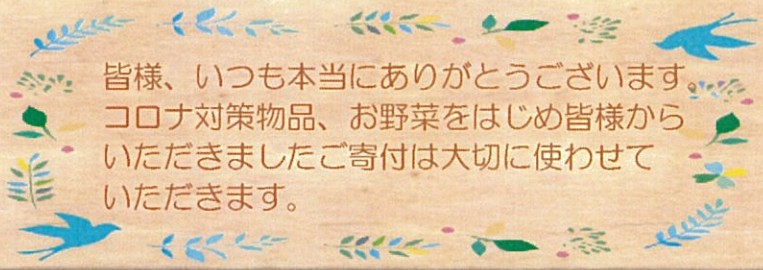 皆様、いつも本当にありがとうございます。
コロナ対策物品、お野菜をはじめ皆様から
いただきましたご寄付は大切に使わせて
いただきます。